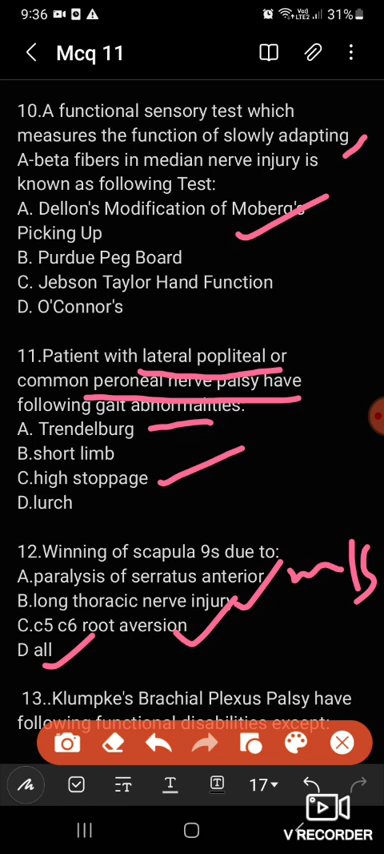 9:36 31%
Mcq 11
10.A functional sensory test which
measures the function of slowly adapting
A-beta fibers in median nerve injury is
known as following Test:
A. Dellon's Modification of Moberg's
Picking Up
B. Purdue Peg Board
C. Jebson Taylor Hand Function
D. O'Connor's
11.Patient with lateral popliteal or
common peroneal nerve palsy have
following gait abnormalities:
A. Trendelburg
B.short limb
C.high stoppage
D.lurch
12.Winning of scapula 9s due to:
A.paralysis of serratus anterior
B.long thoracic nerve injury
C.c5 c6 root aversion
D all
13..Klumpke's Brachial Plexus Palsy have
following functional disabilities except:
17
V RECORDER